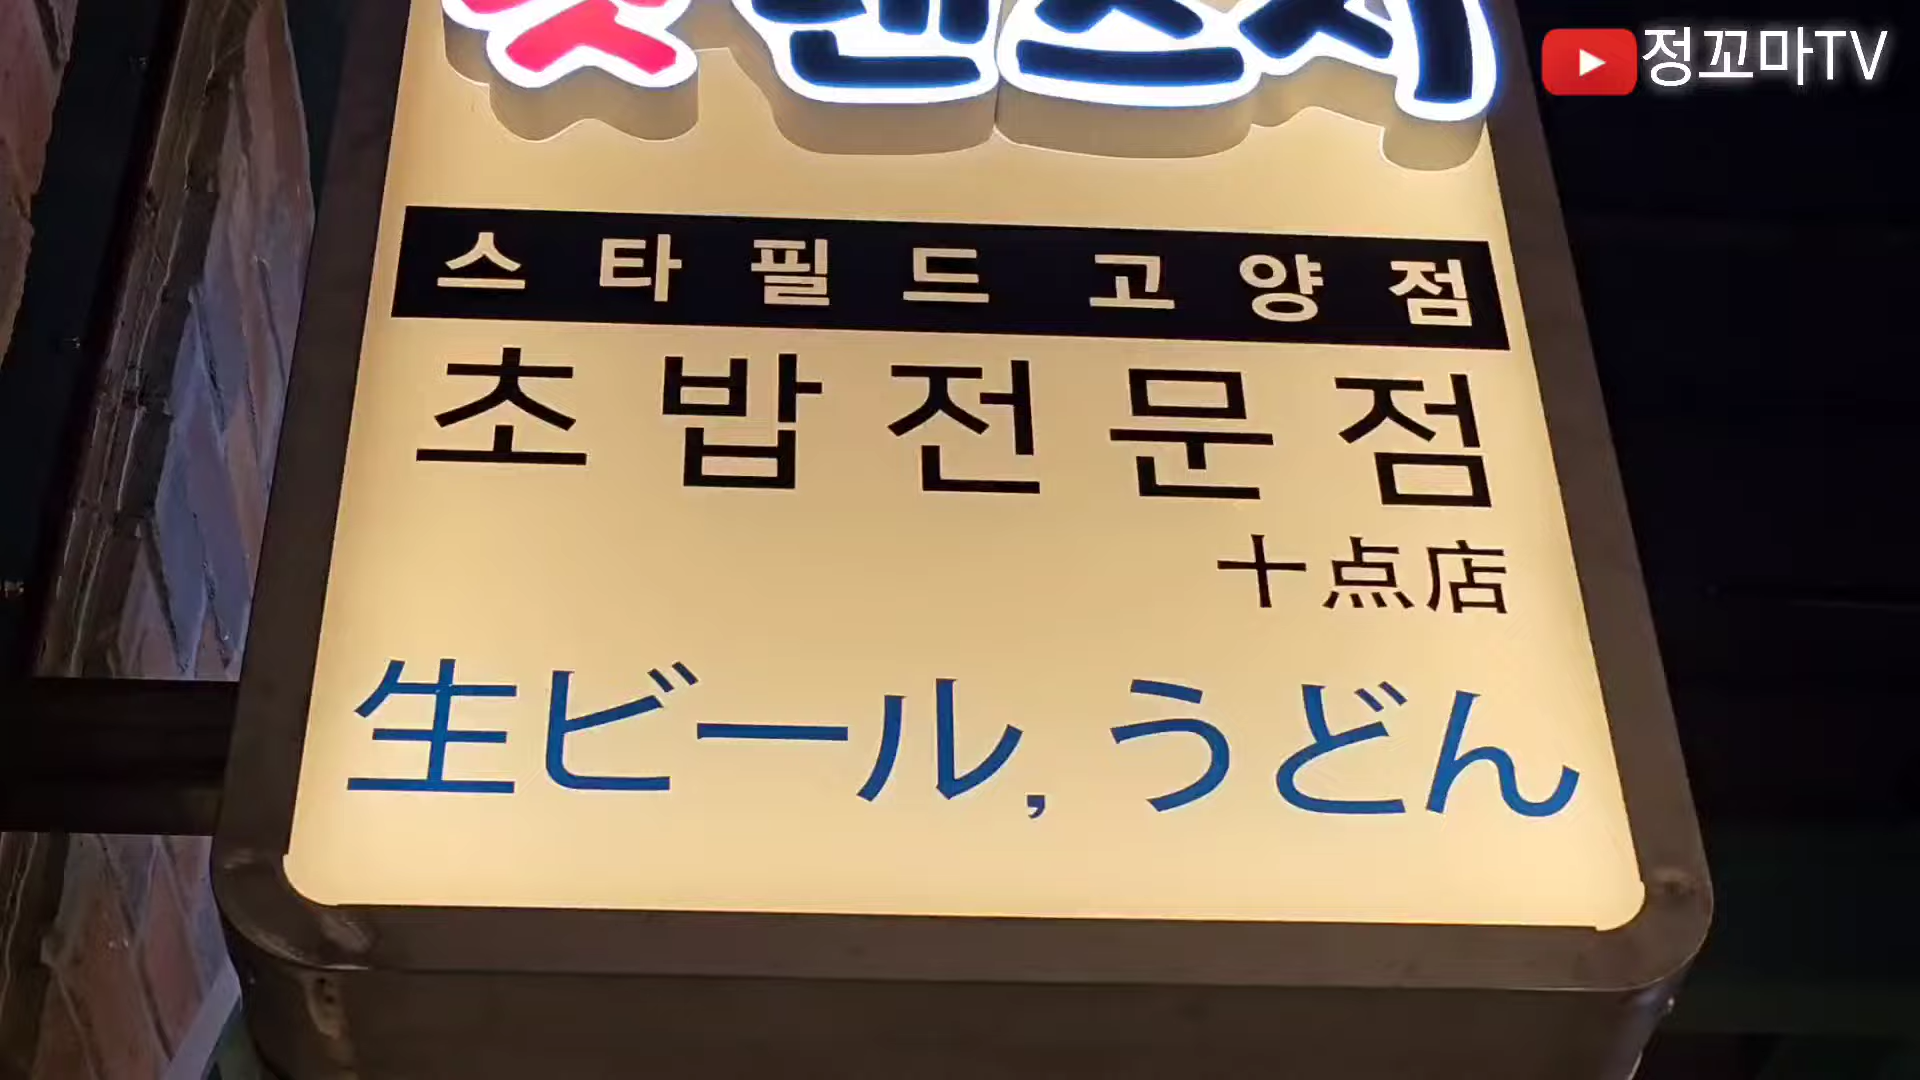 정꼬마TV
스타필드 고양점
초밥전문점
十点店
生ビール, うどん